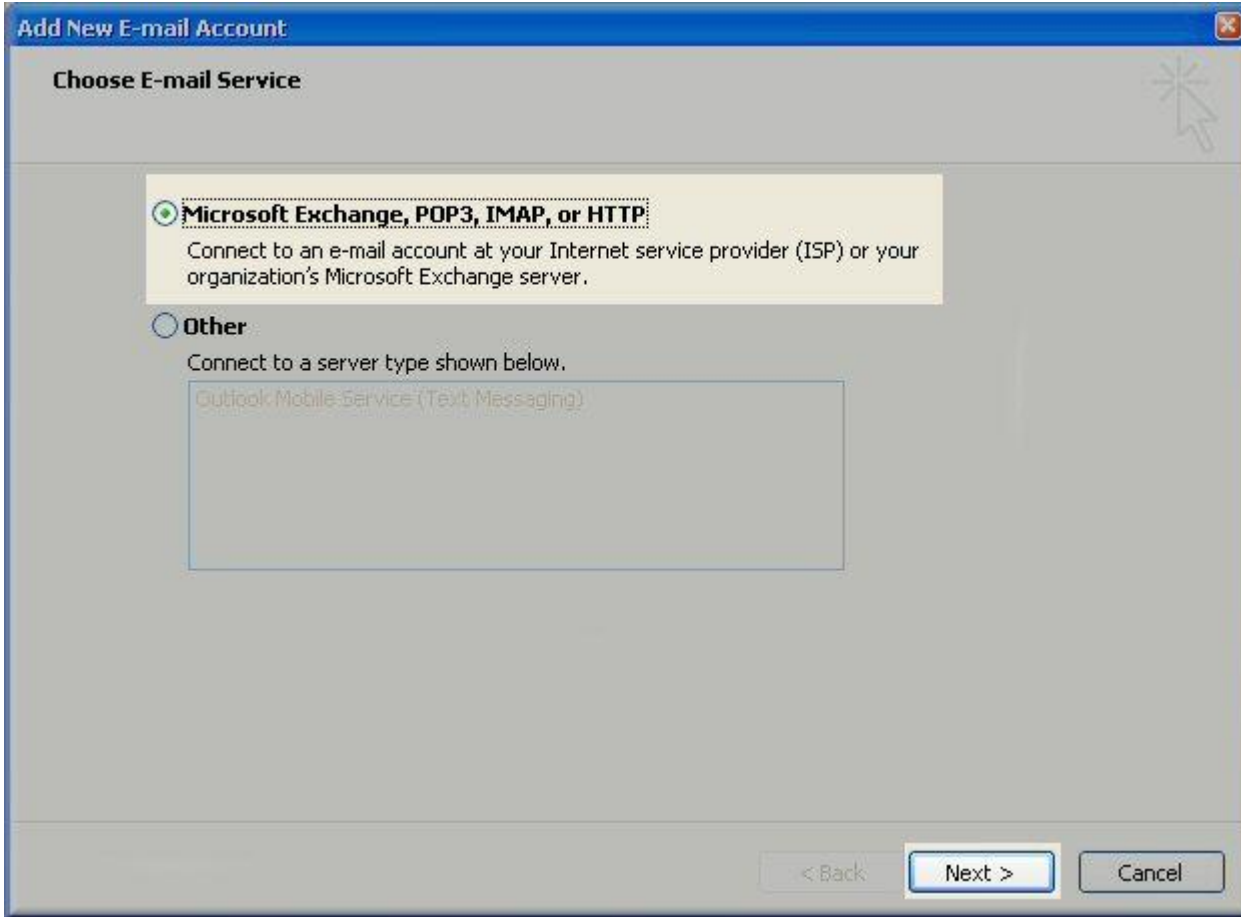 Add New E-mail Account
Choose E-mail Service
Microsoft Exchange, POP3, IMAP, or HTTP
Connect to an e-mail account at your Internet service provider (ISP) or your
organization's Microsoft Exchange server.
Other
Connect to a server type shown below.
Outlook Mobile Service (Text Messaging)
< Back
Next >
Cancel